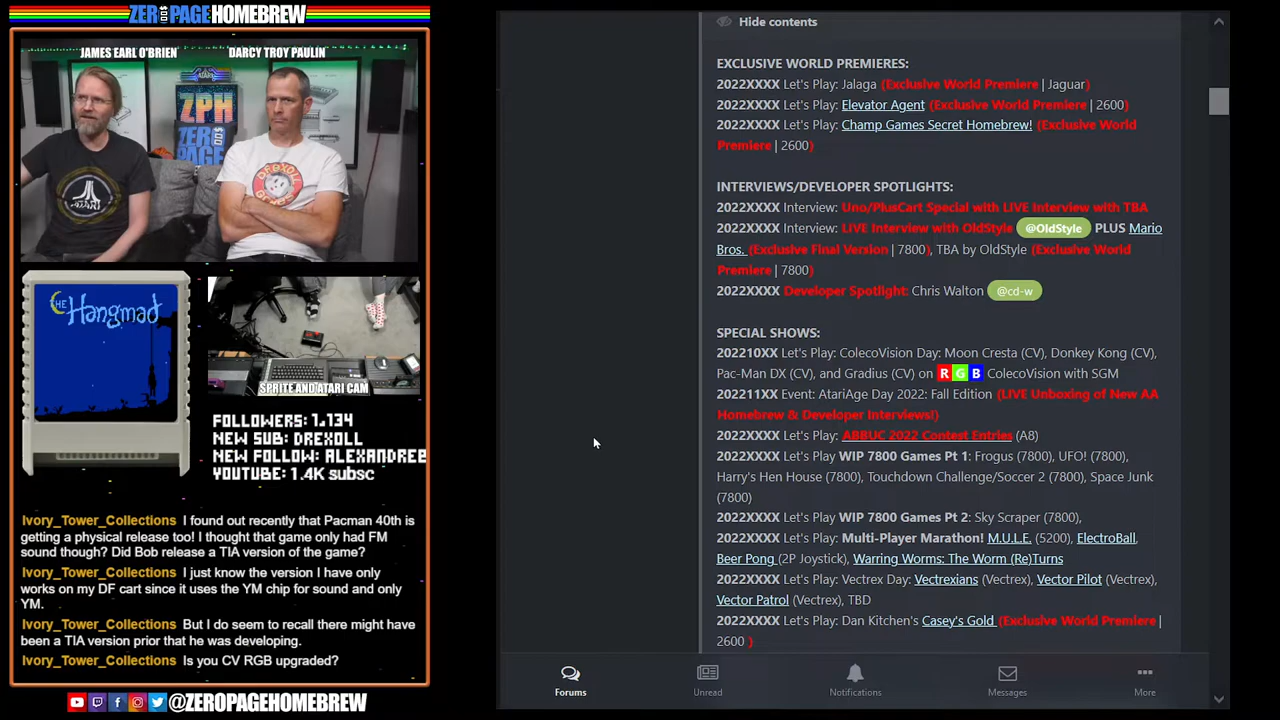 ZERO PAGE HOMEBREW
JAMES EARL O'BRIEN
DARCY TROY PAULIN
ATARI
ZPH
ZERO
PAGE
ATARI
DREXOLL
THE
Hangmad
SPRITE AND ATARI CAM
FOLLOWERS: 1,134
NEW SUB: DREXOLL
NEW FOLLOW: ALEXANDREB
YOUTUBE: 1.4K subsc
Ivory_Tower_Collections I found out recently that Pacman 40th is
getting a physical release too! I thought that game only had FM
sound though? Did Bob release a TIA version of the game?
Ivory_Tower_Collections I just know the version I have only
works on my DF cart since it uses the YM chip for sound and only
YM.
Ivory_Tower_Collections But I do seem to recall there might have
been a TIA version prior that he was developing.
Ivory_Tower_Collections Is you CV RGB upgraded?
@ZEROPAGEHOMEBREW
Hide contents
EXCLUSIVE WORLD PREMIERES:
2022XXXX Let's Play: Jalaga (Exclusive World Premiere | Jaguar)
2022XXXX Let's Play: Elevator Agent (Exclusive World Premiere | 2600)
2022XXXX Let's Play: Champ Games Secret Homebrew! (Exclusive World
Premiere | 2600)
INTERVIEWS/DEVELOPER SPOTLIGHTS:
2022XXXX Interview: Uno/PlusCart Special with LIVE Interview with TBA
2022XXXX Interview: LIVE Interview with OldStyle @OldStyle PLUS Mario
Bros. (Exclusive Final Version | 7800), TBA by OldStyle (Exclusive World
Premiere | 7800)
2022XXXX Developer Spotlight: Chris Walton @cd-w
SPECIAL SHOWS:
202210XX Let's Play: ColecoVision Day: Moon Cresta (CV), Donkey Kong (CV),
Pac-Man DX (CV), and Gradius (CV) on R G B ColecoVision with SGM
202211XX Event: AtariAge Day 2022: Fall Edition (LIVE Unboxing of New AA
Homebrew & Developer Interviews!)
2022XXXX Let's Play: ABBUC 2022 Contest Entries (A8)
2022XXXX Let's Play WIP 7800 Games Pt 1: Frogus (7800), UFO! (7800),
Harry's Hen House (7800), Touchdown Challenge/Soccer 2 (7800), Space Junk
(7800)
2022XXXX Let's Play WIP 7800 Games Pt 2: Sky Scraper (7800),
2022XXXX Let's Play: Multi-Player Marathon! M.U.L.E. (5200), ElectroBall,
Beer Pong (2P Joystick), Warring Worms: The Worm (Re)Turns
2022XXXX Let's Play: Vectrex Day: Vectrexians (Vectrex), Vector Pilot (Vectrex),
Vector Patrol (Vectrex), TBD
2022XXXX Let's Play: Dan Kitchen's Casey's Gold (Exclusive World Premiere |
2600 )
Forums
Unread
Notifications
Messages
More